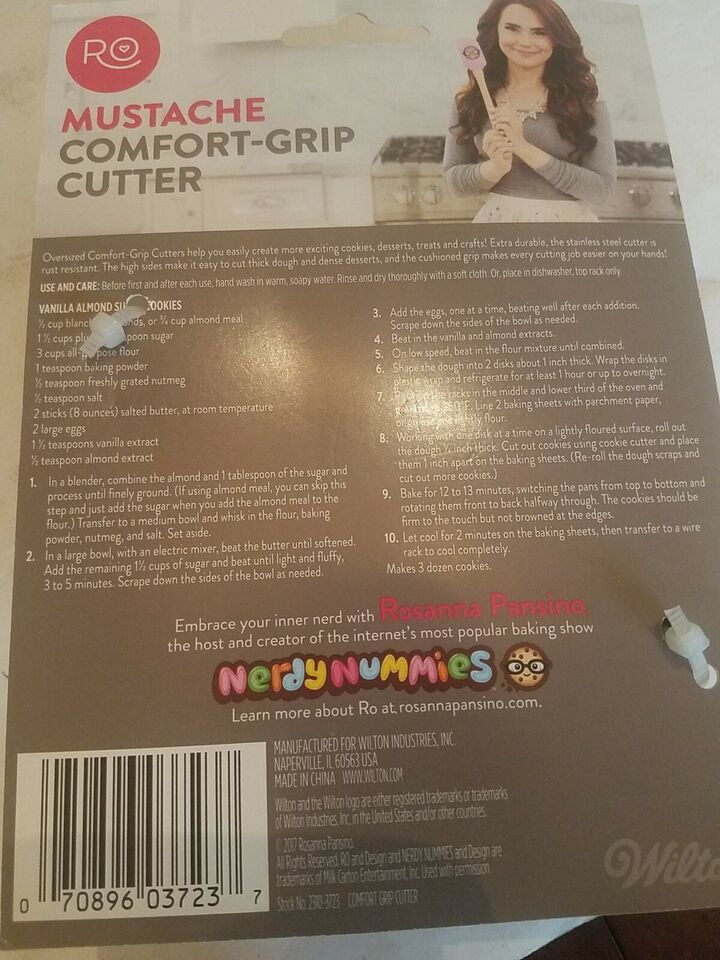 RO
MUSTACHE
COMFORT-GRIP
CUTTER
Oversized Comfort-Grip Cutters help you easily create more exciting cookies, desserts, treats and crafts! Extra durable, the stainless steel cutter is
rust resistant. The high sides make it easy to cut thick dough and dense desserts, and the cushioned grip makes every cutting job easier on your hands!
USE AND CARE: Before first and after each use, hand wash in warm, soapy water. Rinse and dry thoroughly with a soft cloth. Or, place in dishwasher, top rack only.
VANILLA ALMOND COOKIES
½ cup or ¾ cup almond meal
1 ½ cups sugar
3 cups all-purpose flour
1 teaspoon baking powder
½ teaspoon freshly grated nutmeg
½ teaspoon salt
2 sticks (8 ounces) salted butter, at room temperature
2 large eggs
1 ½ teaspoons vanilla extract
½ teaspoon almond extract
1. In a blender, combine the almond and 1 tablespoon of the sugar and
process until finely ground. (If using almond meal, you can skip this
step and just add the sugar when you add the almond meal to the
flour.) Transfer to a medium bowl and whisk in the flour, baking
powder, nutmeg, and salt. Set aside.
2. In a large bowl, with an electric mixer, beat the butter until softened.
Add the remaining 1½ cups of sugar and beat until light and fluffy,
3 to 5 minutes. Scrape down the sides of the bowl as needed.
3. Add the eggs, one at a time, beating well after each addition.
Scrape down the sides of the bowl as needed.
4. Beat in the vanilla and almond extracts.
5. On low speed, beat in the flour mixture until combined.
6. Shape the dough into 2 disks about 1 inch thick. Wrap the disks in
plastic wrap and refrigerate for at least 1 hour or up to overnight.
7. racks in the middle and lower third of the oven and
350°F. Line 2 baking sheets with parchment paper,
flour.
8. Working with one disk at a time on a lightly floured surface, roll out
the dough inch thick. Cut out cookies using cookie cutter and place
them 1 inch apart on the baking sheets. (Re-roll the dough scraps and
cut out more cookies.)
9. Bake for 12 to 13 minutes, switching the pans from top to bottom and
rotating them front to back halfway through. The cookies should be
firm to the touch but not browned at the edges.
10. Let cool for 2 minutes on the baking sheets, then transfer to a wire
rack to cool completely.
Makes 3 dozen cookies.
Embrace your inner nerd with Rosanna Pansino,
the host and creator of the internet's most popular baking show
Nerdy Nummies
Learn more about Ro at rosannapansino.com.
MANUFACTURED FOR WILTON INDUSTRIES, INC.
NAPERVILLE, IL 60563 USA
MADE IN CHINA WWW.WILTON.COM
Wilton and the Wilton logo are either registered trademarks or trademarks
of Wilton Industries, Inc. in the United States and/or other countries.
© 2017 Rosanna Pansino.
All Rights Reserved. RO and Design and NERDY NUMMIES and Design are
trademarks of Milk Carton Entertainment, Inc. Used with permission.
Stock No. 2310-3723 COMFORT GRIP CUTTER
0 70896 03723 7
Wilto